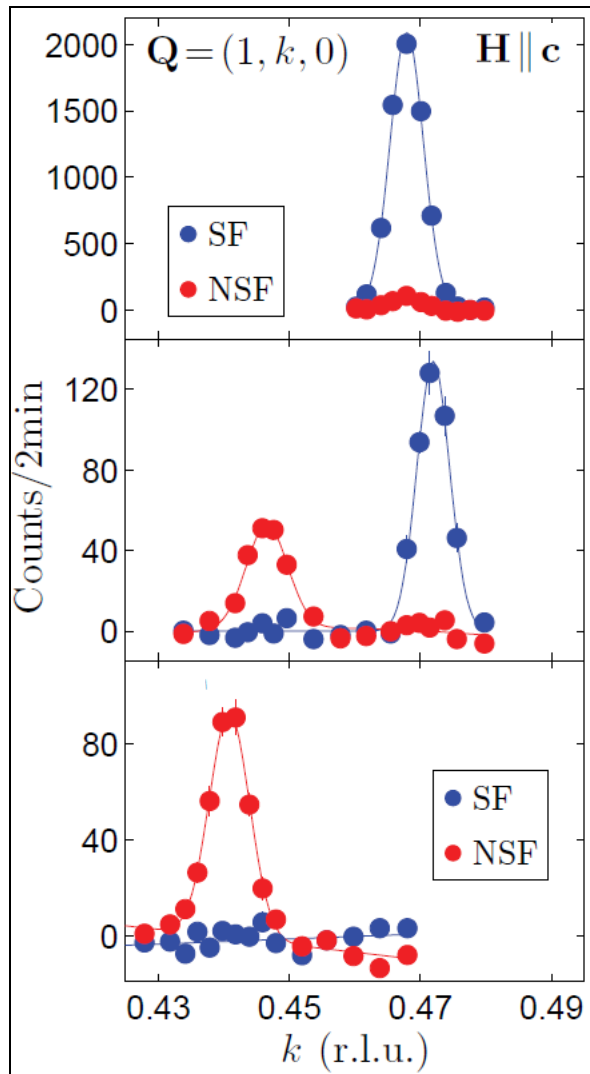 Q=(1, k, 0) H ∥ c
2000
1500
1000
500
0
SF
NSF
120
80
40
0
Counts/2min
80
40
0
SF
NSF
0.43 0.45 0.47 0.49
k (r.l.u.)